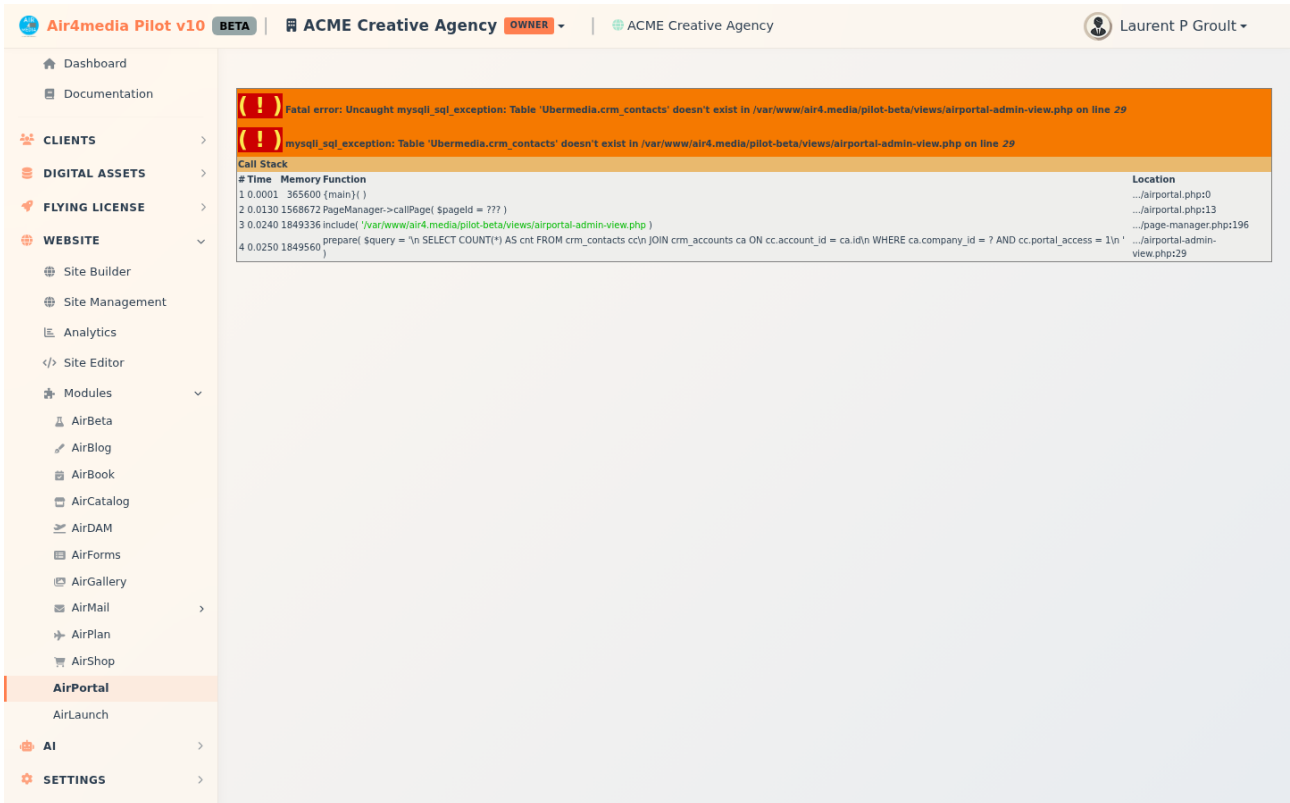 Air4media Pilot v10 BETA | ACME Creative Agency OWNER | ACME Creative Agency Laurent P Groult
Dashboard
Documentation
CLIENTS
DIGITAL ASSETS
FLYING LICENSE
WEBSITE
Site Builder
Site Management
Analytics
Site Editor
Modules
AirBeta
AirBlog
AirBook
AirCatalog
AirDAM
AirForms
AirGallery
AirMail
AirPlan
AirShop
AirPortal
AirLaunch
AI
SETTINGS
( ! ) Fatal error: Uncaught mysqli_sql_exception: Table 'Ubermedia.crm_contacts' doesn't exist in /var/www/air4.media/pilot-beta/views/airportal-admin-view.php on line 29
( ! ) mysqli_sql_exception: Table 'Ubermedia.crm_contacts' doesn't exist in /var/www/air4.media/pilot-beta/views/airportal-admin-view.php on line 29
Call Stack
# Time Memory Function Location
1 0.0001 365600 {main}( ) .../airportal.php:0
2 0.0130 1568672 PageManager->callPage( $pageId = ??? ) .../airportal.php:13
3 0.0240 1849336 include( '/var/www/air4.media/pilot-beta/views/airportal-admin-view.php ) .../page-manager.php:196
4 0.0250 1849560 prepare( $query = '\n SELECT COUNT(*) AS cnt FROM crm_contacts cc\n JOIN crm_accounts ca ON cc.account_id = ca.id\n WHERE ca.company_id = ? AND cc.portal_access = 1\n ' .../airportal-admin-
) view.php:29